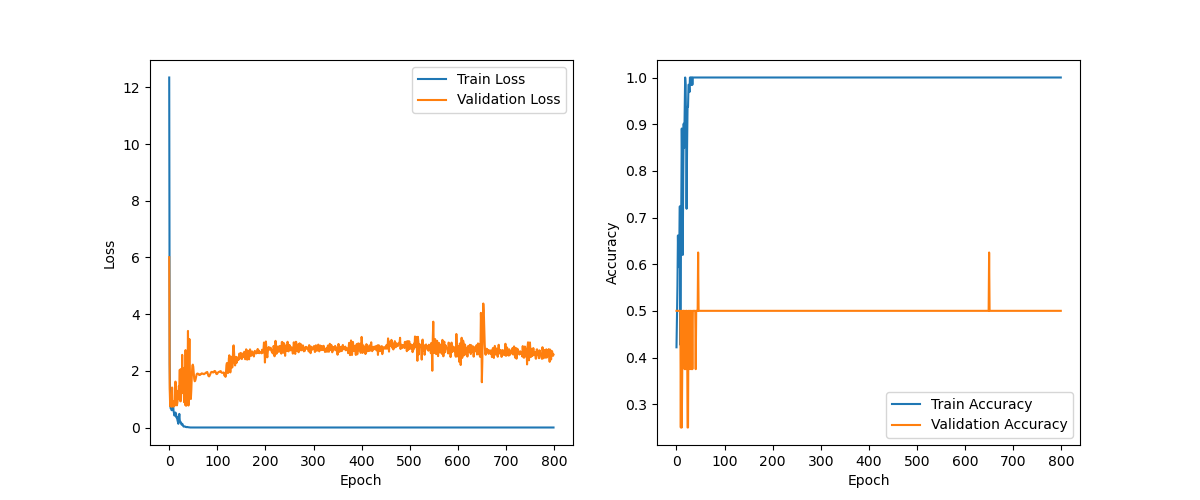 Train Loss
Validation Loss
12
10
8
6
4
2
0
Loss
0 100 200 300 400 500 600 700 800
Epoch
1.0
0.9
0.8
0.7
0.6
0.5
0.4
0.3
Accuracy
Train Accuracy
Validation Accuracy
0 100 200 300 400 500 600 700 800
Epoch